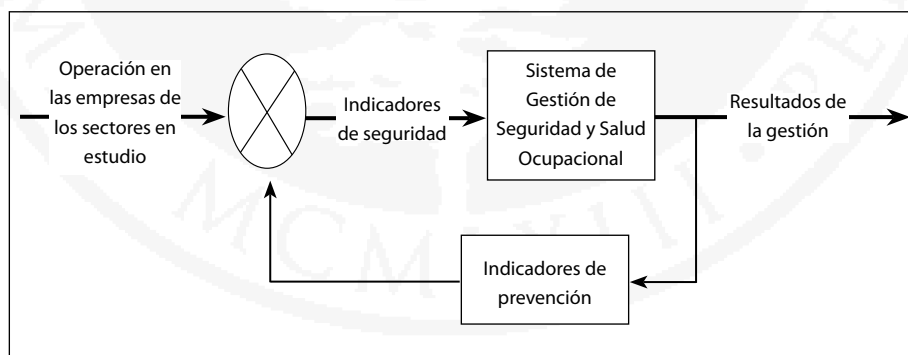 Operación en
las empresas de
los sectores en
estudio
Indicadores
de seguridad
Sistema de
Gestión de
Seguridad y Salud
Ocupacional
Resultados de
la gestión
Indicadores de
prevención
MCMLXIII